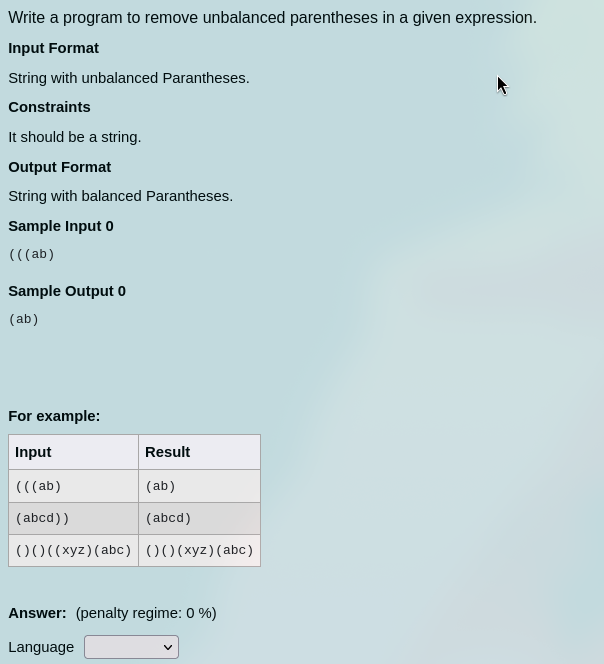 Write a program to remove unbalanced parentheses in a given expression.
Input Format
String with unbalanced Parantheses.
Constraints
It should be a string.
Output Format
String with balanced Parantheses.
Sample Input 0
(((ab)
Sample Output 0
(ab)
For example:
Input Result
(((ab) (ab)
(abcd)) (abcd)
()()((xyz)(abc) ()()(xyz)(abc)
Answer: (penalty regime: 0 %)
Language